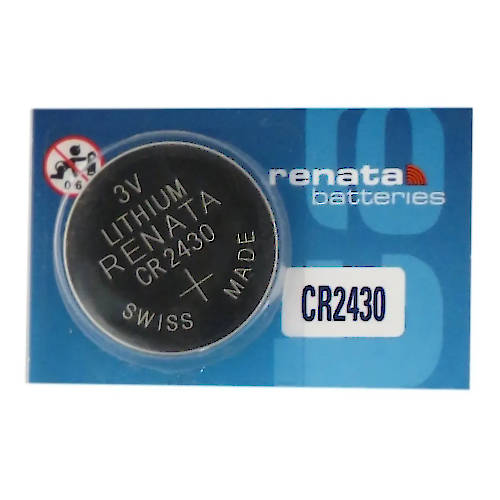 renata
batteries
3V
LITHIUM
RENATA
CR2430
+
SWISS MADE
CR2430